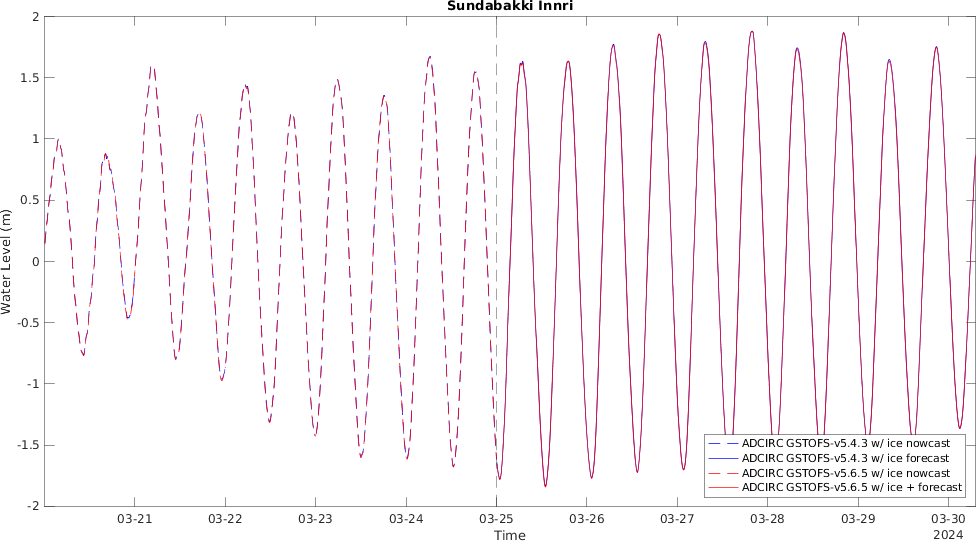 Sundabakki Innri
2
1.5
1
0.5
0
-0.5
-1
-1.5
-2
Water Level (m)
03-21 03-22 03-23 03-24 03-25 03-26 03-27 03-28 03-29 03-30
2024
Time
ADCIRC GSTOFS-v5.4.3 w/ ice nowcast
ADCIRC GSTOFS-v5.4.3 w/ ice forecast
ADCIRC GSTOFS-v5.6.5 w/ ice nowcast
ADCIRC GSTOFS-v5.6.5 w/ ice + forecast